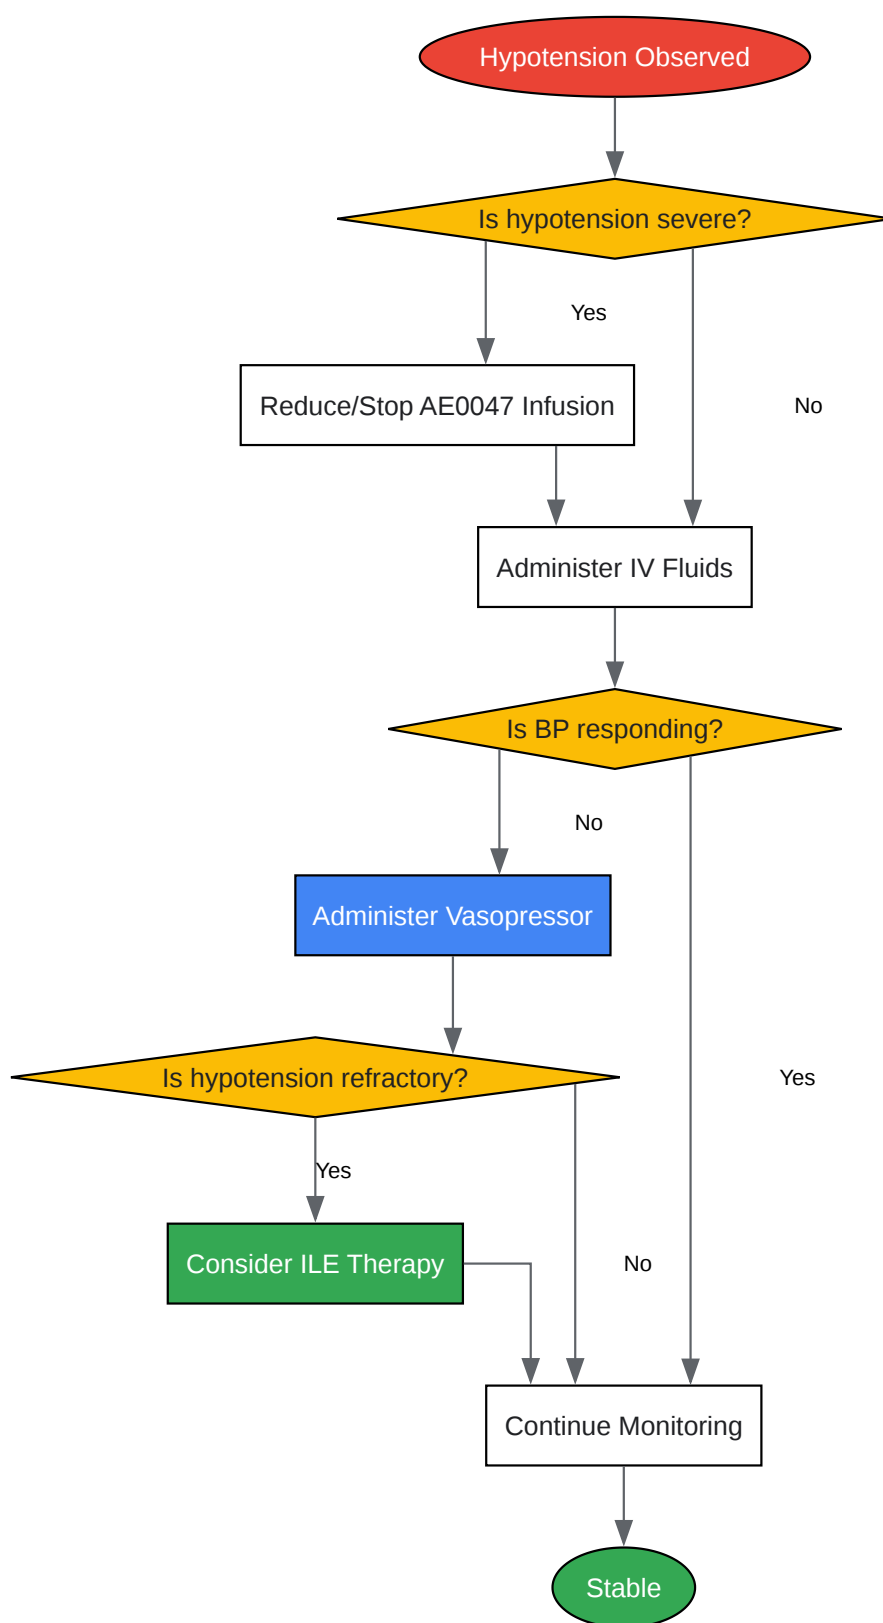 Hypotension Observed
Is hypotension severe?
Yes
Reduce/Stop AE0047 Infusion
No
Administer IV Fluids
Is BP responding?
No
Administer Vasopressor
Is hypotension refractory?
Yes
Yes
Consider ILE Therapy
No
Continue Monitoring
Stable